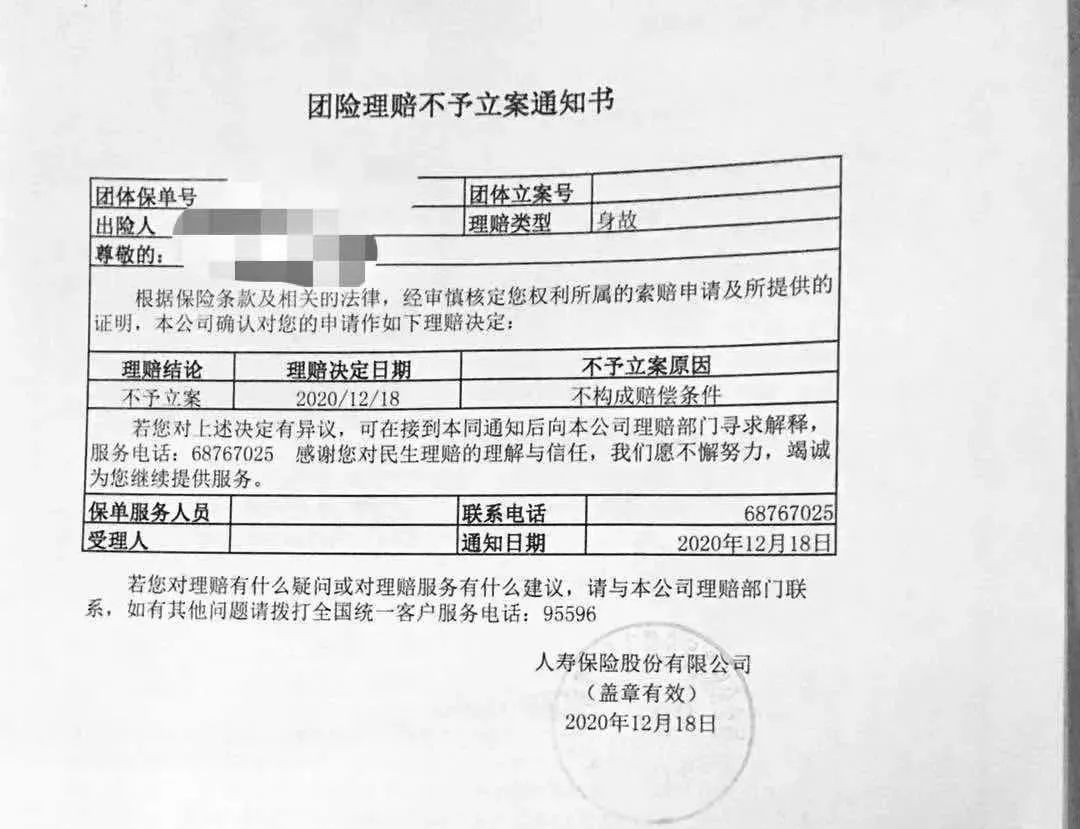 团险理赔不予立案通知书
团体保单号 团体立案号
出险人 理赔类型 身故
尊敬的:
根据保险条款及相关的法律，经审慎核定您权利所属的索赔申请及所提供的
证明，本公司确认对您的申请作如下理赔决定：
理赔结论 理赔决定日期 不予立案原因
不予立案 2020/12/18 不构成赔偿条件
若您对上述决定有异议，可在接到本同通知后向本公司理赔部门寻求解释，
服务电话：68767025 感谢您对民生理赔的理解与信任，我们愿不懈努力，竭诚
为您继续提供服务。
保单服务人员 联系电话 68767025
受理人 通知日期 2020年12月18日
若您对理赔有什么疑问或对理赔服务有什么建议，请与本公司理赔部门联
系，如有其他问题请拨打全国统一客户服务电话：95596
人寿保险股份有限公司
（盖章有效）
2020年12月18日